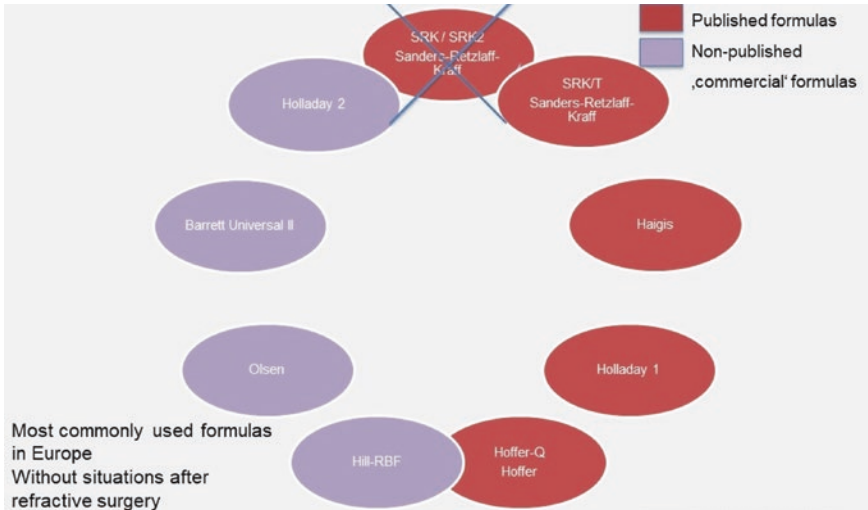 Published formulas
Non-published
‚commercial‘ formulas
SRK / SRK2
Sanders-Retzlaff-
Kraff
SRK/T
Sanders-Retzlaff-
Kraff
Holladay 2
Barrett Universal II
Haigis
Olsen
Holladay 1
Hill-RBF
Hoffer-Q
Hoffer
Most commonly used formulas
in Europe
Without situations after
refractive surgery